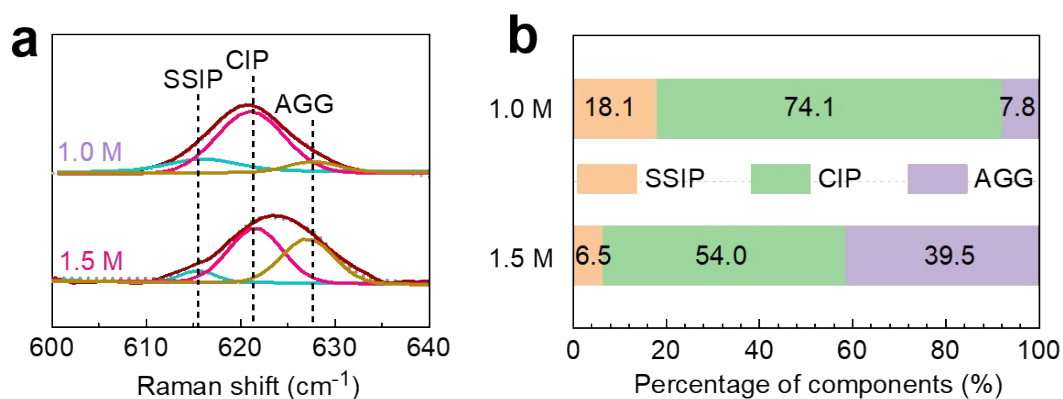 a
SSIP
CIP
AGG
1.0 M
1.5 M
600 610 620 630 640
Raman shift (cm⁻¹)
b
1.0 M
18.1 74.1 7.8
SSIP CIP AGG
1.5 M
6.5 54.0 39.5
0 20 40 60 80 100
Percentage of components (%)